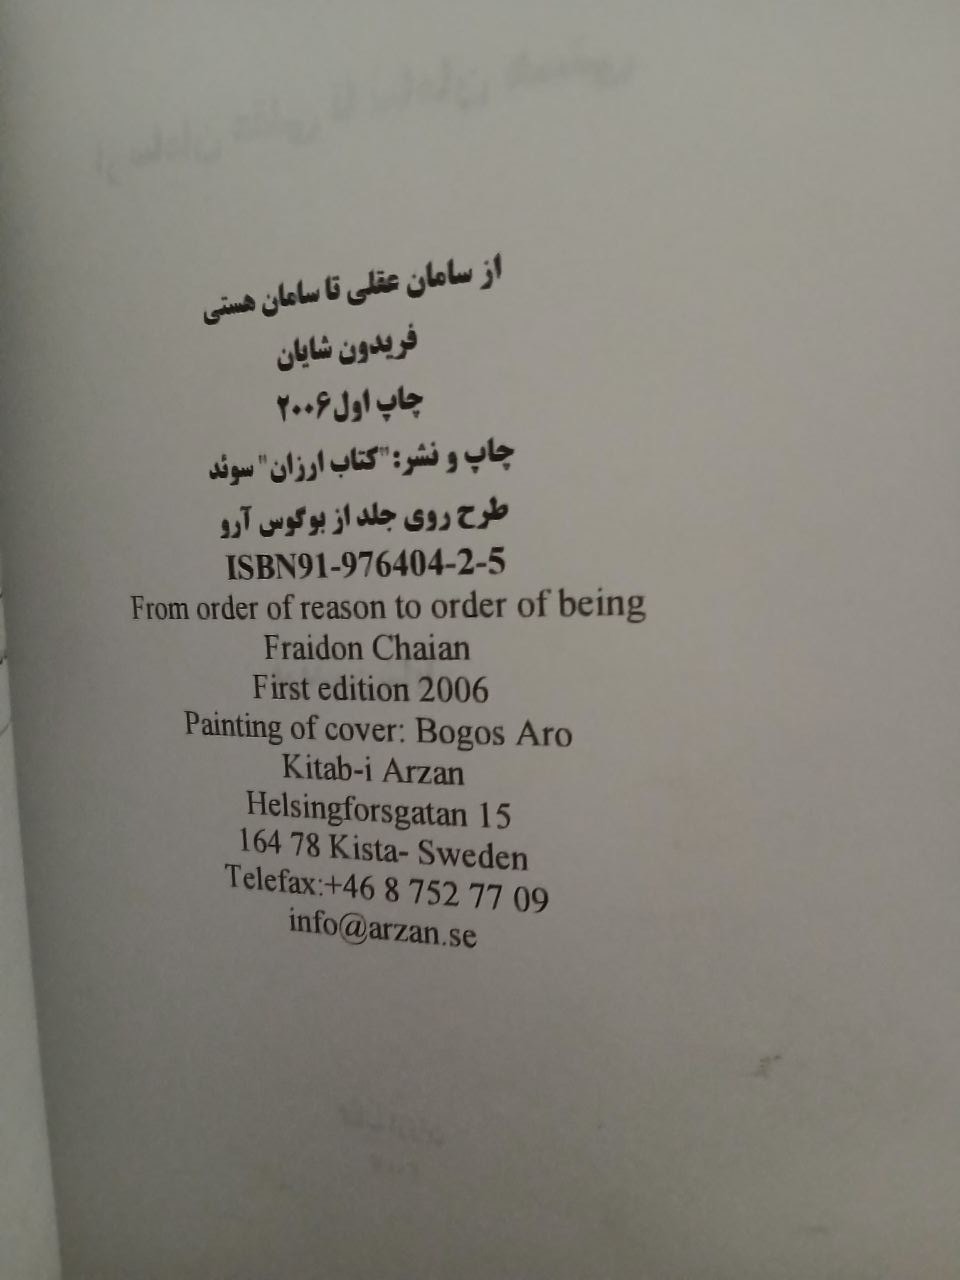 از سامان عقلی تا سامان هستی
فریدون شایان
چاپ اول۲۰۰۶
چاپ و نشر:"کتاب ارزان" سوئد
طرح روی جلد از بوگوس آرو
ISBN91-976404-2-5
From order of reason to order of being
Fraidon Chaian
First edition 2006
Painting of cover: Bogos Aro
Kitab-i Arzan
Helsingforsgatan 15
164 78 Kista- Sweden
Telefax:+46 8 752 77 09
info@arzan.se